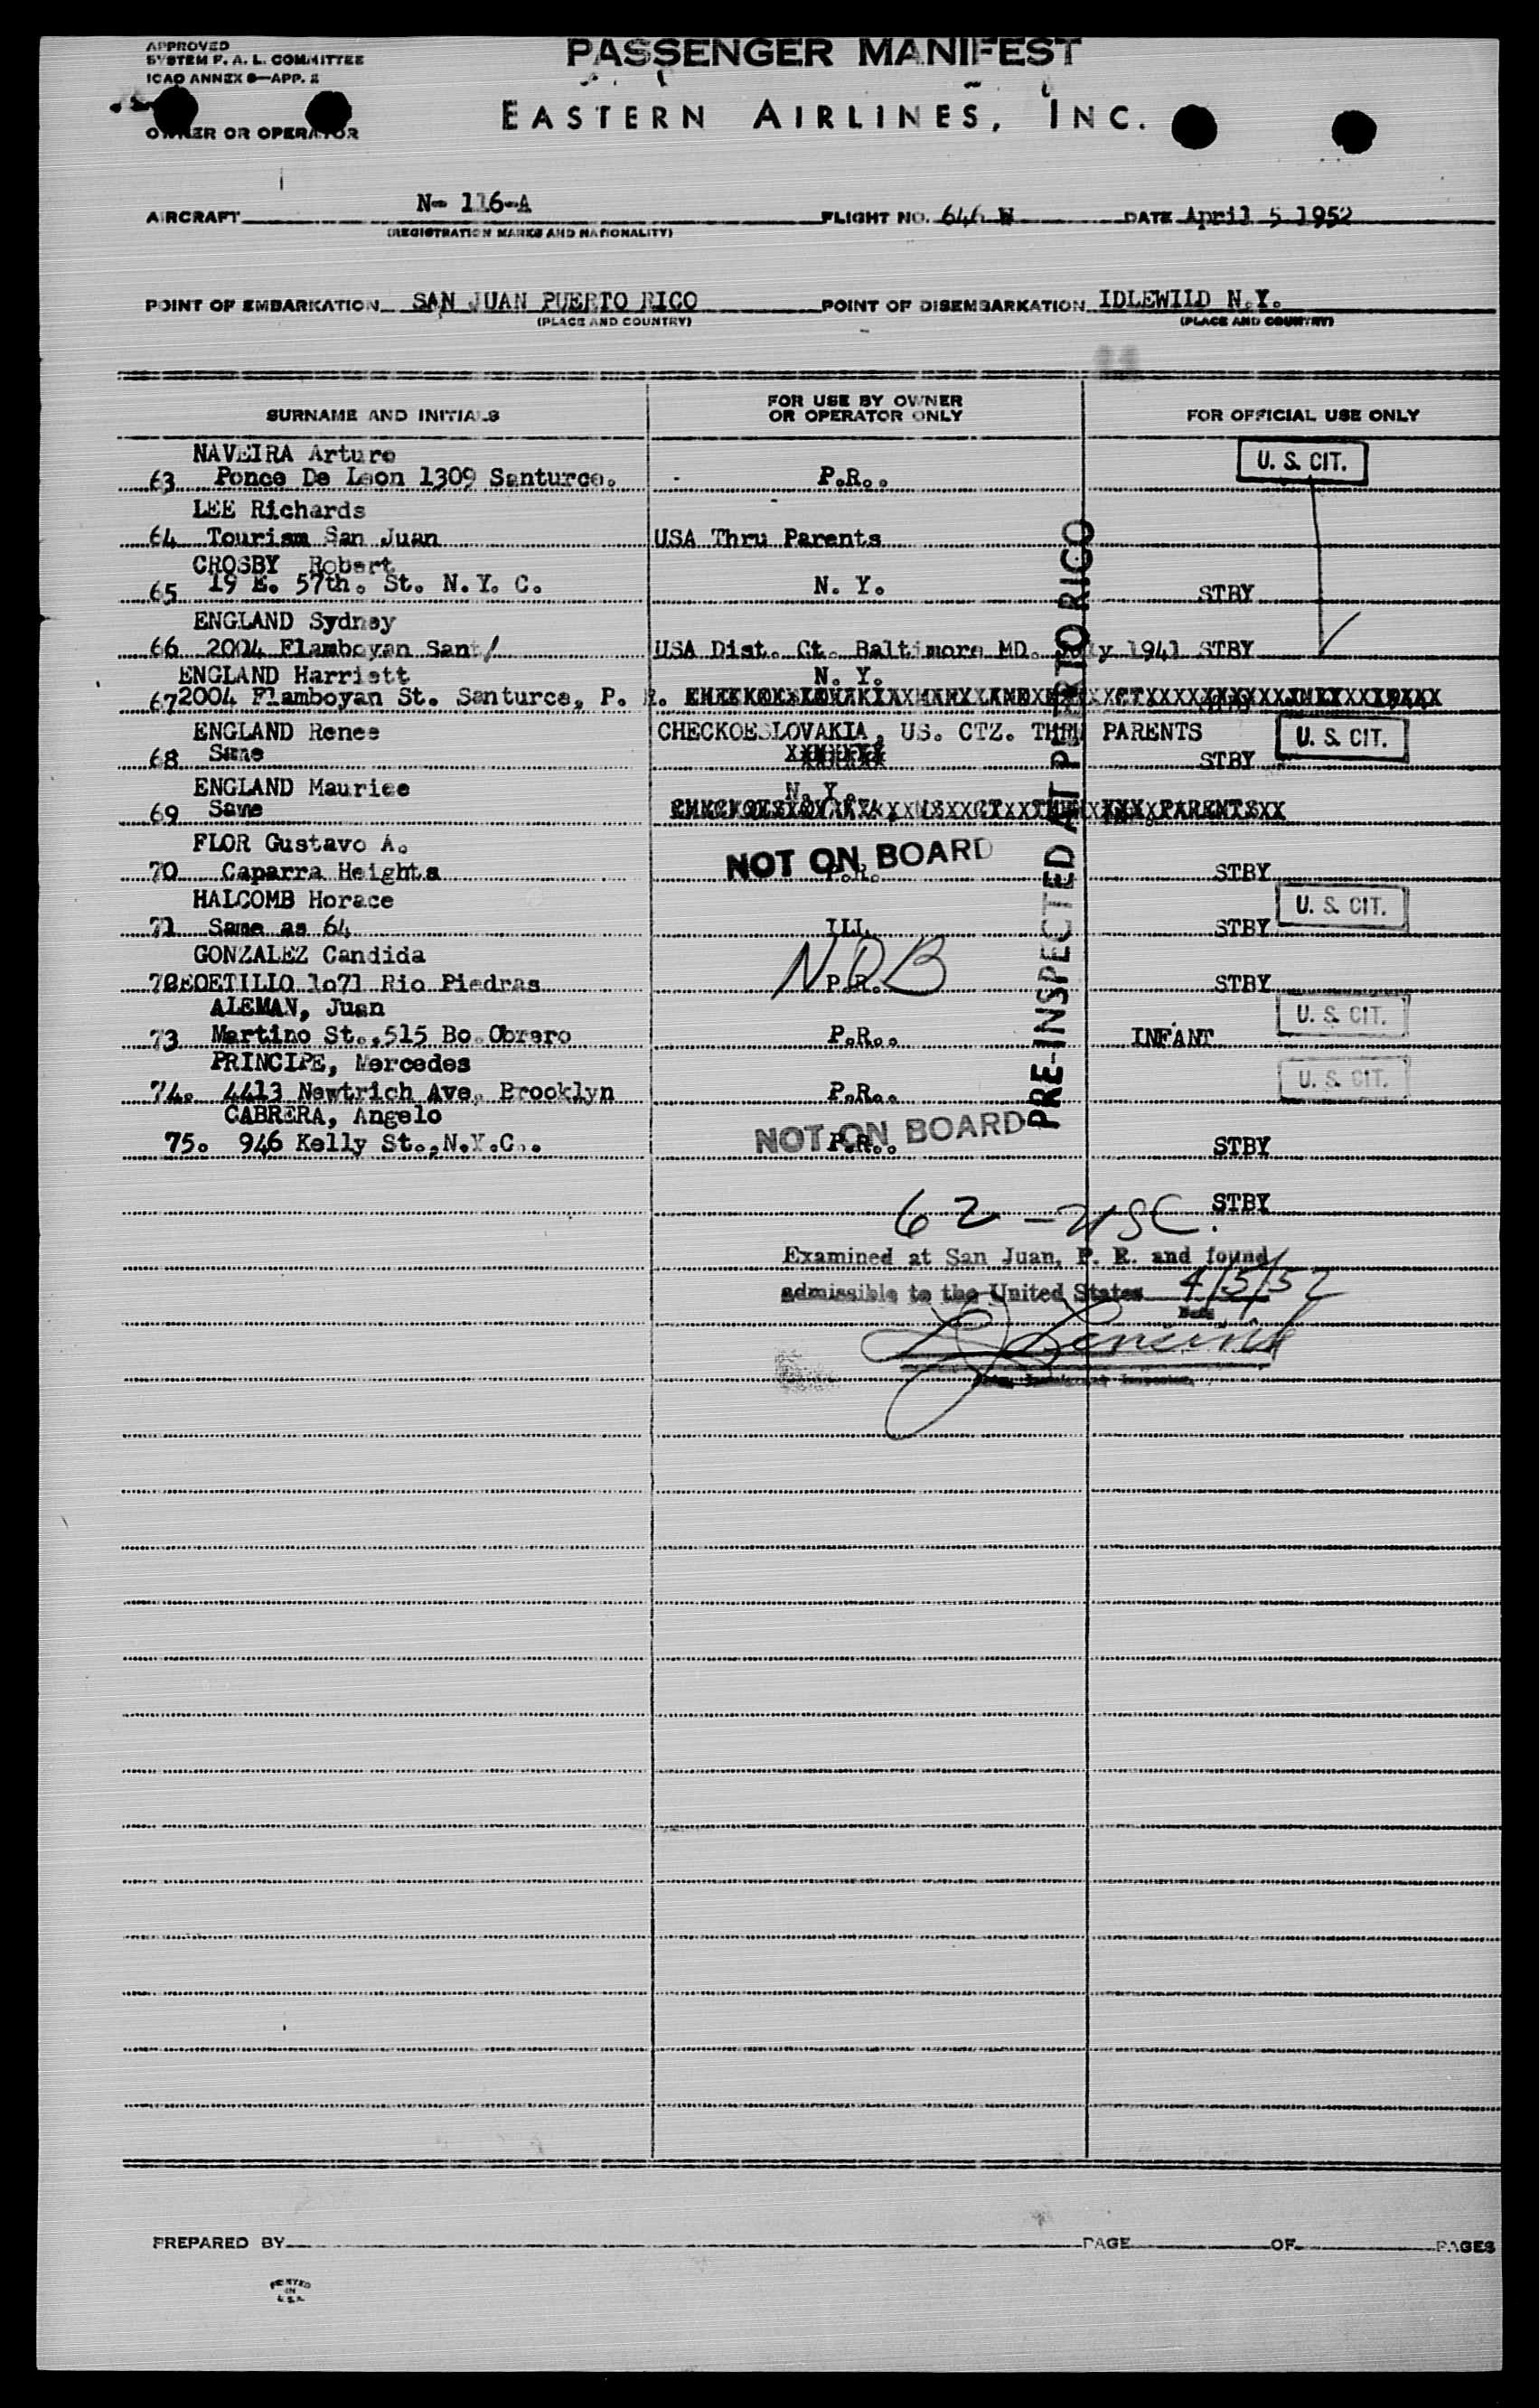 APPROVED
SYSTEM F. A. L. COMMITTEE
ICAO ANNEX 9—APP. 2
PASSENGER MANIFEST
EASTERN AIRLINES, INC.
OWNER OR OPERATOR
AIRCRAFT N- 116-A FLIGHT NO. 646 W DATE April 5 1952
(REGISTRATION MARKS AND NATIONALITY)
POINT OF EMBARKATION SAN JUAN PUERTO RICO POINT OF DISEMBARKATION IDLEWILD N.Y.
(PLACE AND COUNTRY) (PLACE AND COUNTRY)
SURNAME AND INITIALS
FOR USE BY OWNER
OR OPERATOR ONLY
FOR OFFICIAL USE ONLY
NAVEIRA Arturo
63 Ponce De Leon 1309 Santurce. P.R.. U. S. CIT.
LEE Richards
64 Tourism San Juan USA Thru Parents
CROSBY Robert
65 19 E. 57th. St. N.Y. C. N. Y. STBY
ENGLAND Sydney
66 2004 Flamboyan Sant/ USA Dist. Ct. Baltimore MD. July 1941 STBY
ENGLAND Harriett N. Y.
67 2004 Flamboyan St. Santurce, P. R.
ENGLAND Renee CHECKOESLOVAKIA, US. CTZ. THRU PARENTS
68 Same STBY U. S. CIT.
ENGLAND Mauriee N. Y.
69 Same
FLOR Gustavo A. NOT ON BOARD
70 Caparra Heights P.R. STBY
HALCOMB Horace U. S. CIT.
71 Same as 64 ILL. STBY
GONZALEZ Candida NOB
72 1071 Rio Piedras P.R. STBY
ALEMAN, Juan U. S. CIT.
73 Martino St.,515 Bo.Obrero P.R.. INFANT
PRINCIPE, Mercedes U. S. CIT.
74. 4413 Newtrich Ave, Brooklyn P.R..
CABRERA, Angelo NOT ON BOARD
75. 946 Kelly St.,N.Y.C.. P.R.. STBY
PRE-INSPECTED AT PUERTO RICO
62 - USC. STBY
Examined at San Juan, P. R. and found
admissible to the United States 4/5/52
Date
PREPARED BY PAGE OF PAGES
PRINTED
IN
U.S.A.